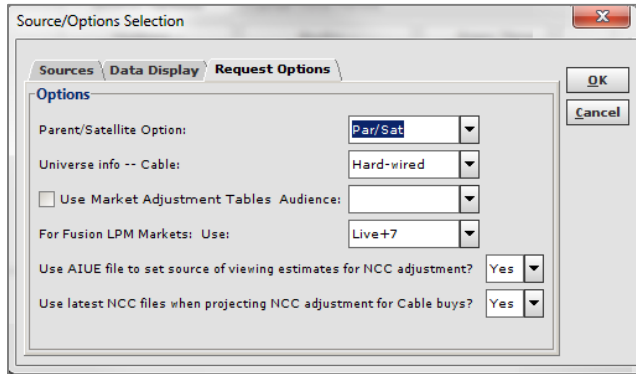 Source/Options Selection
Sources Data Display Request Options
OK
Cancel
Options
Parent/Satellite Option: Par/Sat
Universe info -- Cable: Hard-wired
Use Market Adjustment Tables Audience:
For Fusion LPM Markets: Use: Live+7
Use AIUE file to set source of viewing estimates for NCC adjustment? Yes
Use latest NCC files when projecting NCC adjustment for Cable buys? Yes